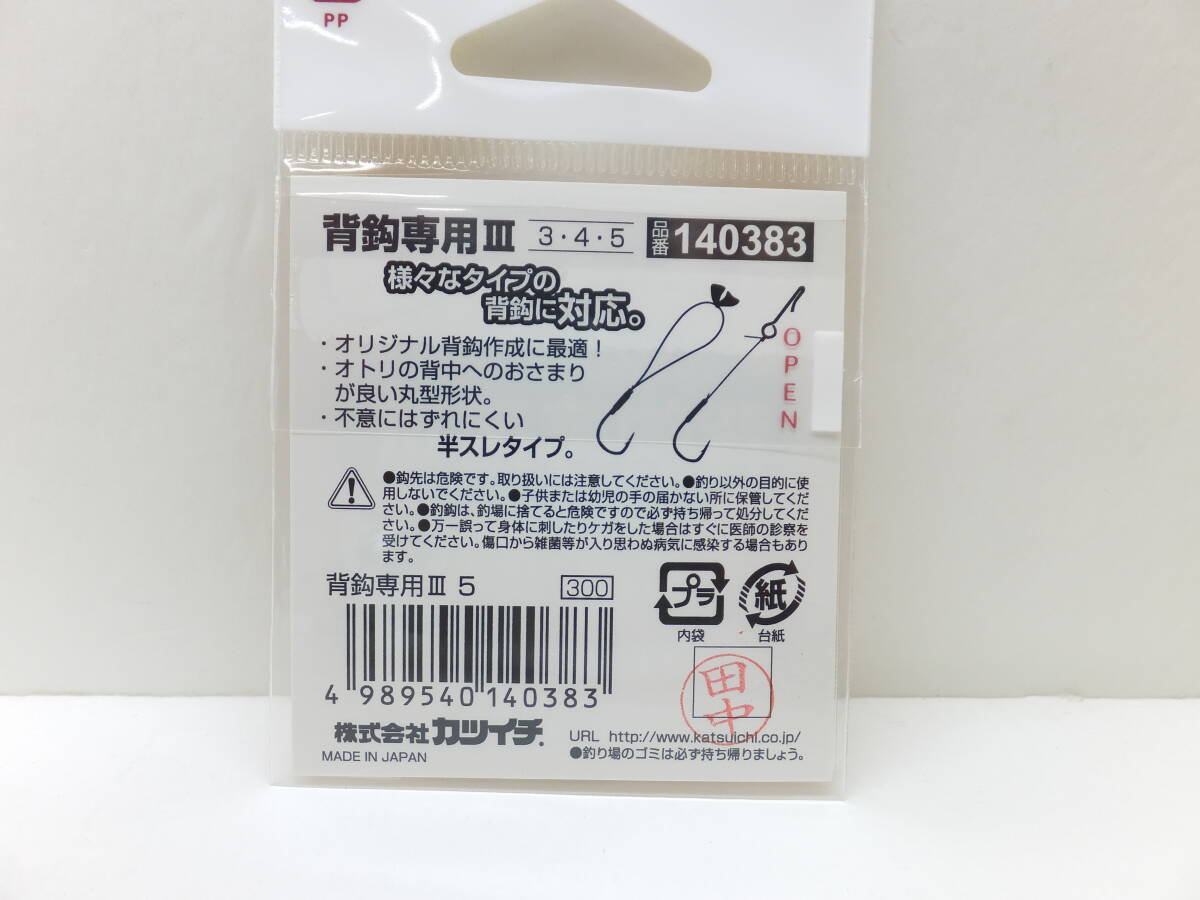 PP
背鈎専用Ⅲ 3・4・5 品番 140383
様々なタイプの
背鈎に対応。
・オリジナル背鈎作成に最適！
・オトリの背中へのおさまり
が良い丸型形状。
・不意にはずれにくい
半スレタイプ。
OPEN
●鈎先は危険です。取り扱いには注意してください。●釣り以外の目的に使
用しないでください。●子供または幼児の手の届かない所に保管してくだ
さい。●釣鈎は、釣場に捨てると危険ですので必ず持ち帰って処分してくだ
さい。●万一誤って身体に刺したりケガをした場合はすぐに医師の診察を
受けてください。傷口から雑菌等が入り思わぬ病気に感染する場合もあり
ます。
背鈎専用Ⅲ 5 300
プラ 紙
内袋 台紙
4 989540 140383
田中
株式会社カツイチ.
URL http://www.katsuichi.co.jp/
MADE IN JAPAN ●釣り場のゴミは必ず持ち帰りましょう。